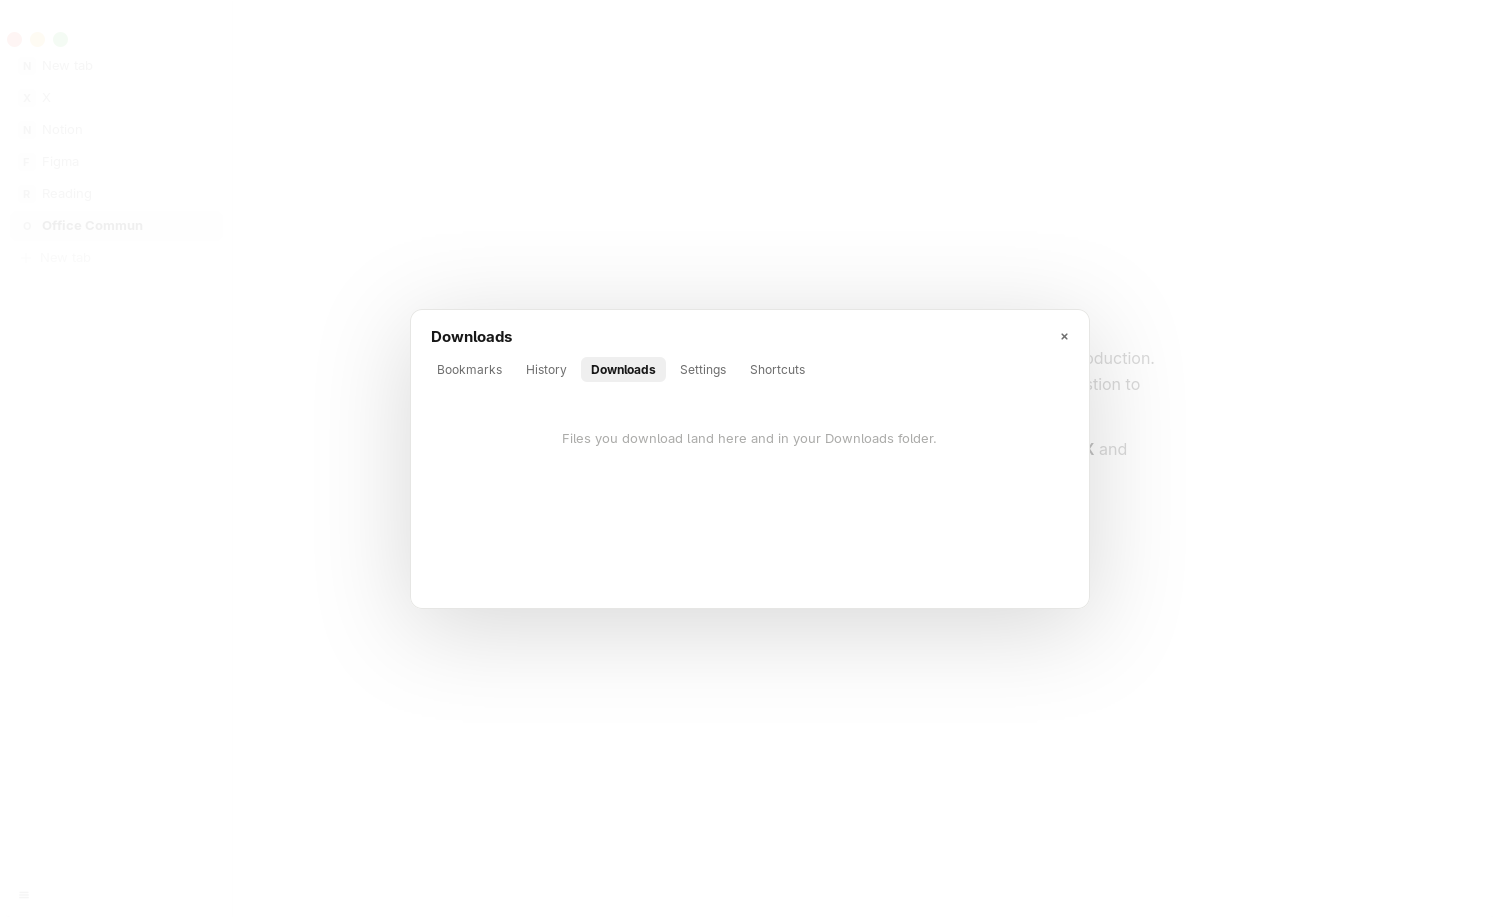 N New tab
X X
N Notion
F Figma
R Reading
O Office Commun
+ New tab
Downloads ×
Bookmarks History Downloads Settings Shortcuts
Files you download land here and in your Downloads folder.
oduction.
stion to
X and